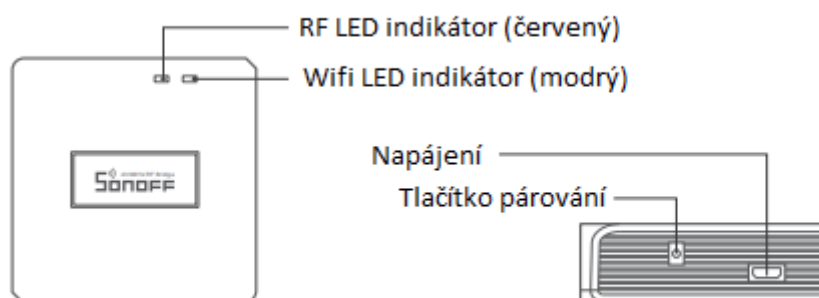 RF LED indikátor (červený)
Wifi LED indikátor (modrý)
SONOFF
Napájení
Tlačítko párování